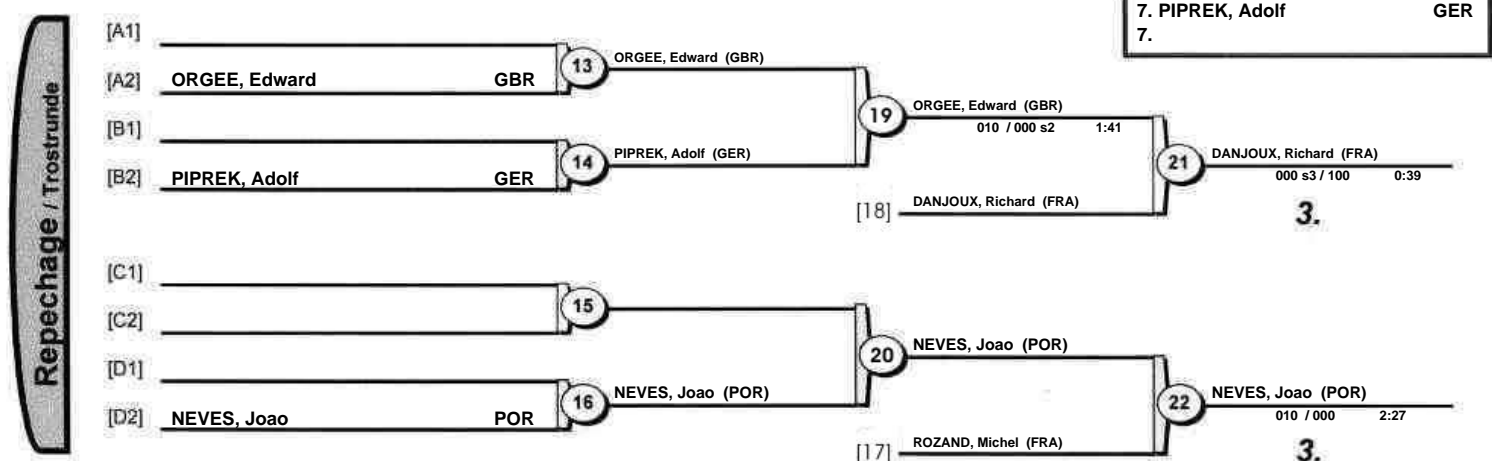 7. PIPREK, Adolf GER
7.
Repechage / Trostrunde
[A1]
[A2] ORGEE, Edward GBR
13
ORGEE, Edward (GBR)
[B1]
[B2] PIPREK, Adolf GER
14
PIPREK, Adolf (GER)
19
ORGEE, Edward (GBR)
010 / 000 s2 1:41
[18] DANJOUX, Richard (FRA)
21
DANJOUX, Richard (FRA)
000 s3 / 100 0:39
3.
[C1]
[C2]
15
[D1]
[D2] NEVES, Joao POR
16
NEVES, Joao (POR)
20
NEVES, Joao (POR)
[17] ROZAND, Michel (FRA)
22
NEVES, Joao (POR)
010 / 000 2:27
3.